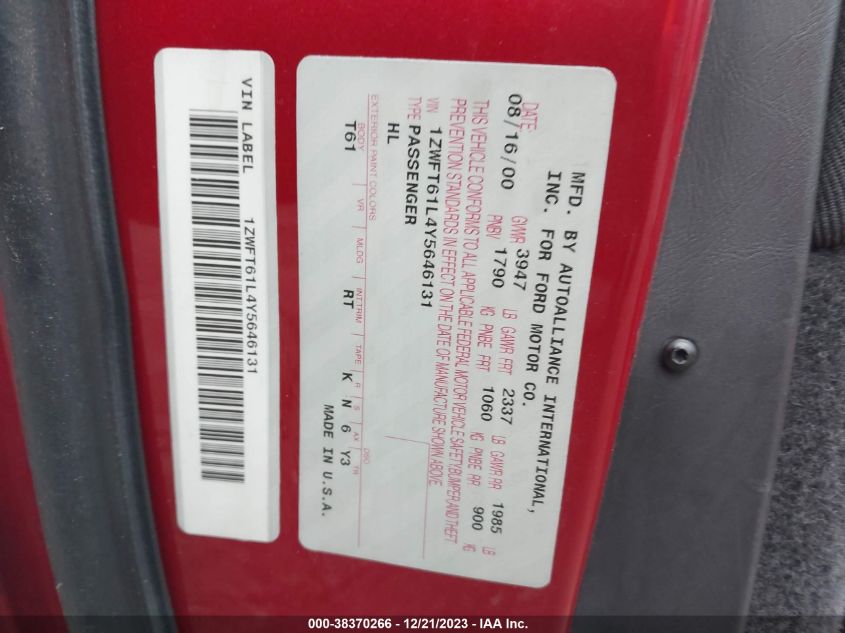 MFD. BY AUTOALLIANCE INTERNATIONAL,
INC. FOR FORD MOTOR CO.
DATE: 08/16/00 GVWR 3947 LB GAWR FRT 2337 LB GAWR RR 1985 LB
PNBV 1790 KG PNBE FRT 1060 KG PNBE RR 900 KG
THIS VEHICLE CONFORMS TO ALL APPLICABLE FEDERAL MOTOR VEHICLE SAFETY, BUMPER, AND THEFT
PREVENTION STANDARDS IN EFFECT ON THE DATE OF MANUFACTURE SHOWN ABOVE.
VIN 1ZWFT61L4Y5646131
TYPE PASSENGER
HL
EXTERIOR PAINT COLORS DSO
BODY VR MLDG INT.TRIM TAPE R S AX TR
T61 RT K N 6 Y3
MADE IN U.S.A.
VIN LABEL 1ZWFT61L4Y5646131
000-38370266 - 12/21/2023 - IAA Inc.